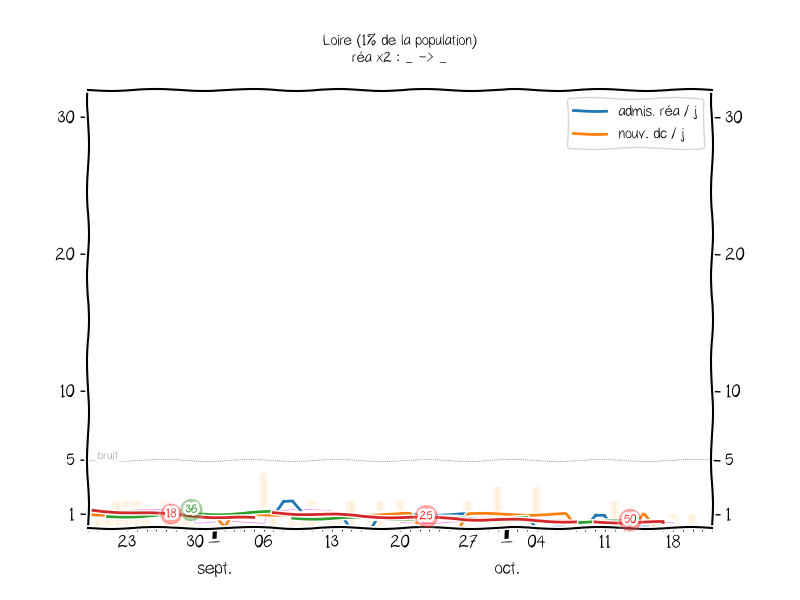 Loire (1% de la population)
réa x2 : _ -> _
admis. réa / j
nouv. dc / j
30 30
20 20
10 10
5 bruit 5
1 18 36 25 50 1
23 30 06 13 20 27 04 11 18
sept. oct.